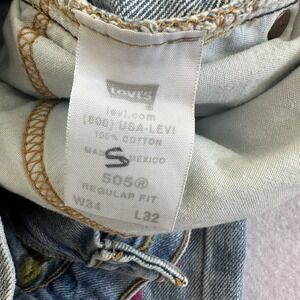 Levi's
levi.com
(800) USA-LEVI
100% COTTON
MADE IN MEXICO
S
505®
REGULAR FIT
W34 L32